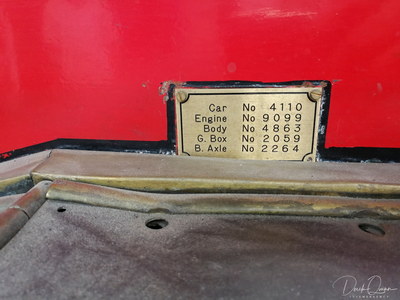 Car No 4110
Engine No 9099
Body No 4863
G. Box No 2059
B. Axle No 2264